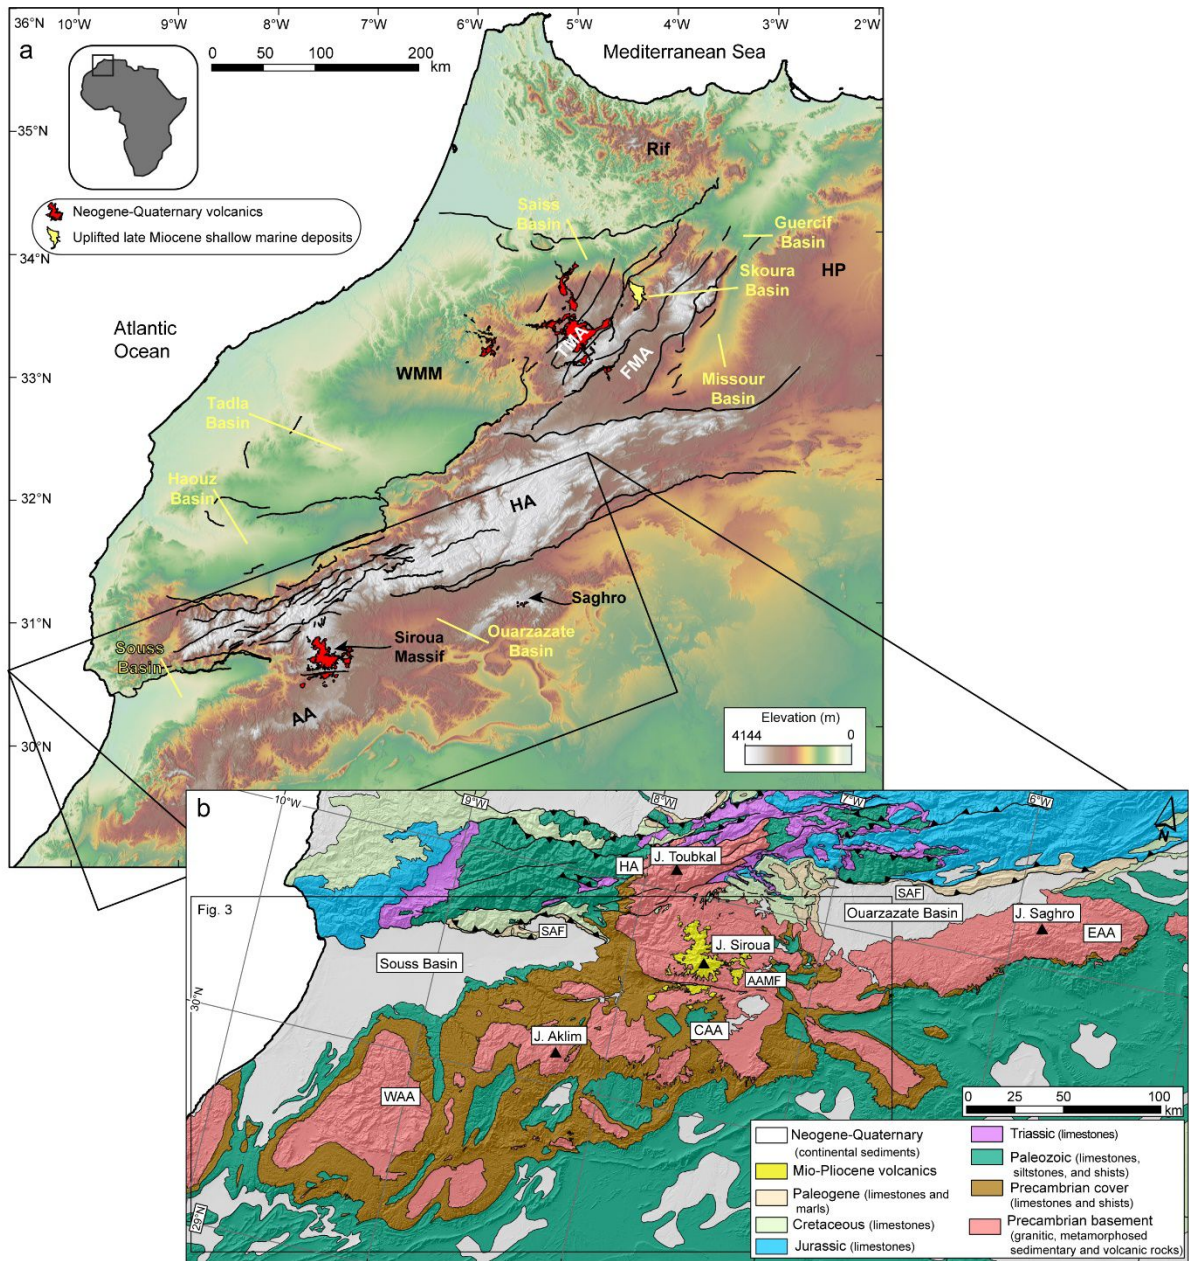 36°N
10°W
9°W
8°W
7°W
6°W
5°W
4°W
3°W
2°W
a
0
50
100
200
km
Mediterranean Sea
35°N
34°N
33°N
32°N
31°N
30°N
Neogene-Quaternary volcanics
Uplifted late Miocene shallow marine deposits
Rif
Saiss
Basin
Guercif
Basin
HP
Skoura
Basin
Atlantic
Ocean
TMA
FMA
WMM
Missour
Basin
Tadla
Basin
Haouz
Basin
HA
Saghro
Siroua
Massif
Ouarzazate
Basin
Souss
Basin
AA
Elevation (m)
4144
0
b
10°W
9°W
8°W
7°W
6°W
N
HA
J. Toubkal
Fig. 3
SAF
SAF
Ouarzazate Basin
J. Saghro
EAA
Souss Basin
J. Siroua
AAMF
30°N
J. Aklim
CAA
WAA
29°N
0
25
50
100
km
Neogene-Quaternary
(continental sediments)
Mio-Pliocene volcanics
Paleogene (limestones and
marls)
Cretaceous (limestones)
Jurassic (limestones)
Triassic (limestones)
Paleozoic (limestones,
siltstones, and shists)
Precambrian cover
(limestones and shists)
Precambrian basement
(granitic, metamorphosed
sedimentary and volcanic rocks)